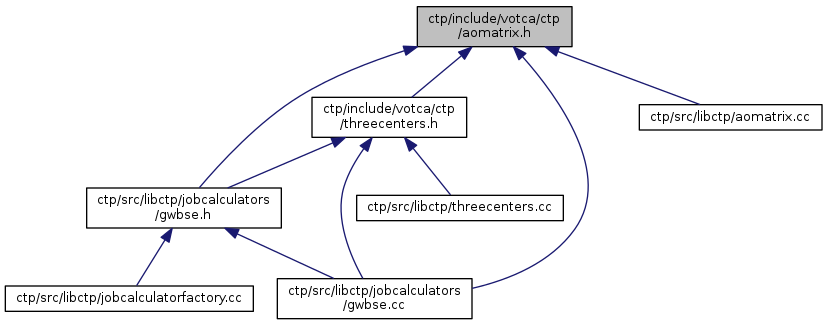 ctp/include/votca/ctp
/aomatrix.h
ctp/include/votca/ctp
/threecenters.h
ctp/src/libctp/aomatrix.cc
ctp/src/libctp/jobcalculators
/gwbse.h
ctp/src/libctp/threecenters.cc
ctp/src/libctp/jobcalculatorfactory.cc
ctp/src/libctp/jobcalculators
/gwbse.cc